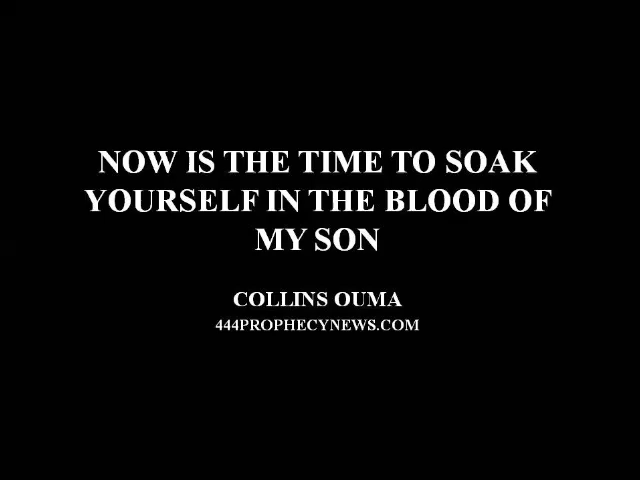 NOW IS THE TIME TO SOAK
YOURSELF IN THE BLOOD OF
MY SON
COLLINS OUMA
444PROPHECYNEWS.COM